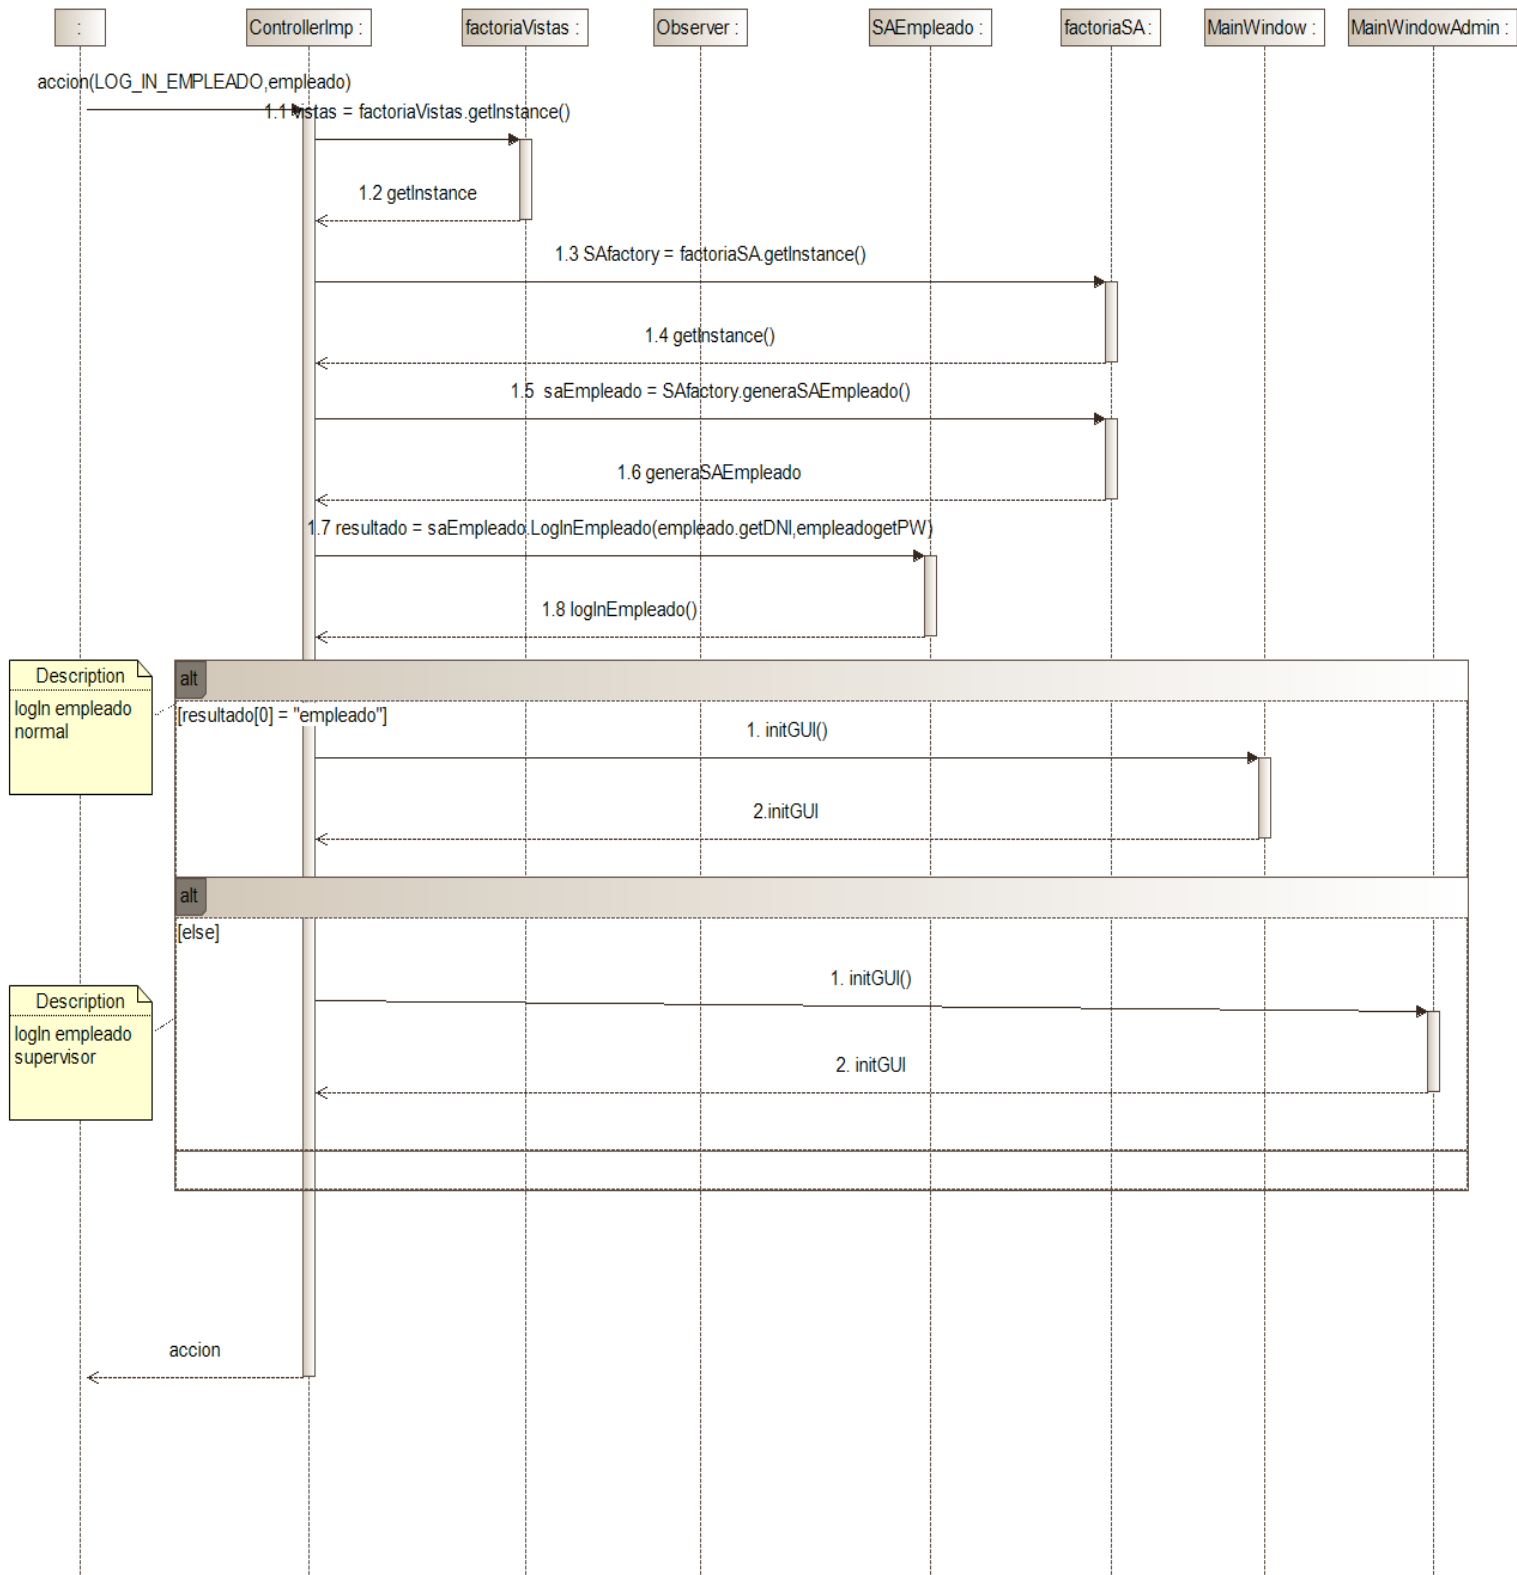 :
ControllerImp :
factoriaVistas :
Observer :
SAEmpleado :
factoriaSA :
MainWindow :
MainWindowAdmin :
accion(LOG_IN_EMPLEADO,empleado)
1.1 vistas = factoriaVistas.getInstance()
1.2 getInstance
1.3 SAfactory = factoriaSA.getInstance()
1.4 getInstance()
1.5 saEmpleado = SAfactory.generaSAEmpleado()
1.6 generaSAEmpleado
1.7 resultado = saEmpleado.LogInEmpleado(empleado.getDNI,empleadogetPW)
1.8 logInEmpleado()
Description
logIn empleado
normal
alt
[resultado[0] = "empleado"]
1. initGUI()
2.initGUI
alt
[else]
1. initGUI()
Description
logIn empleado
supervisor
2. initGUI
accion